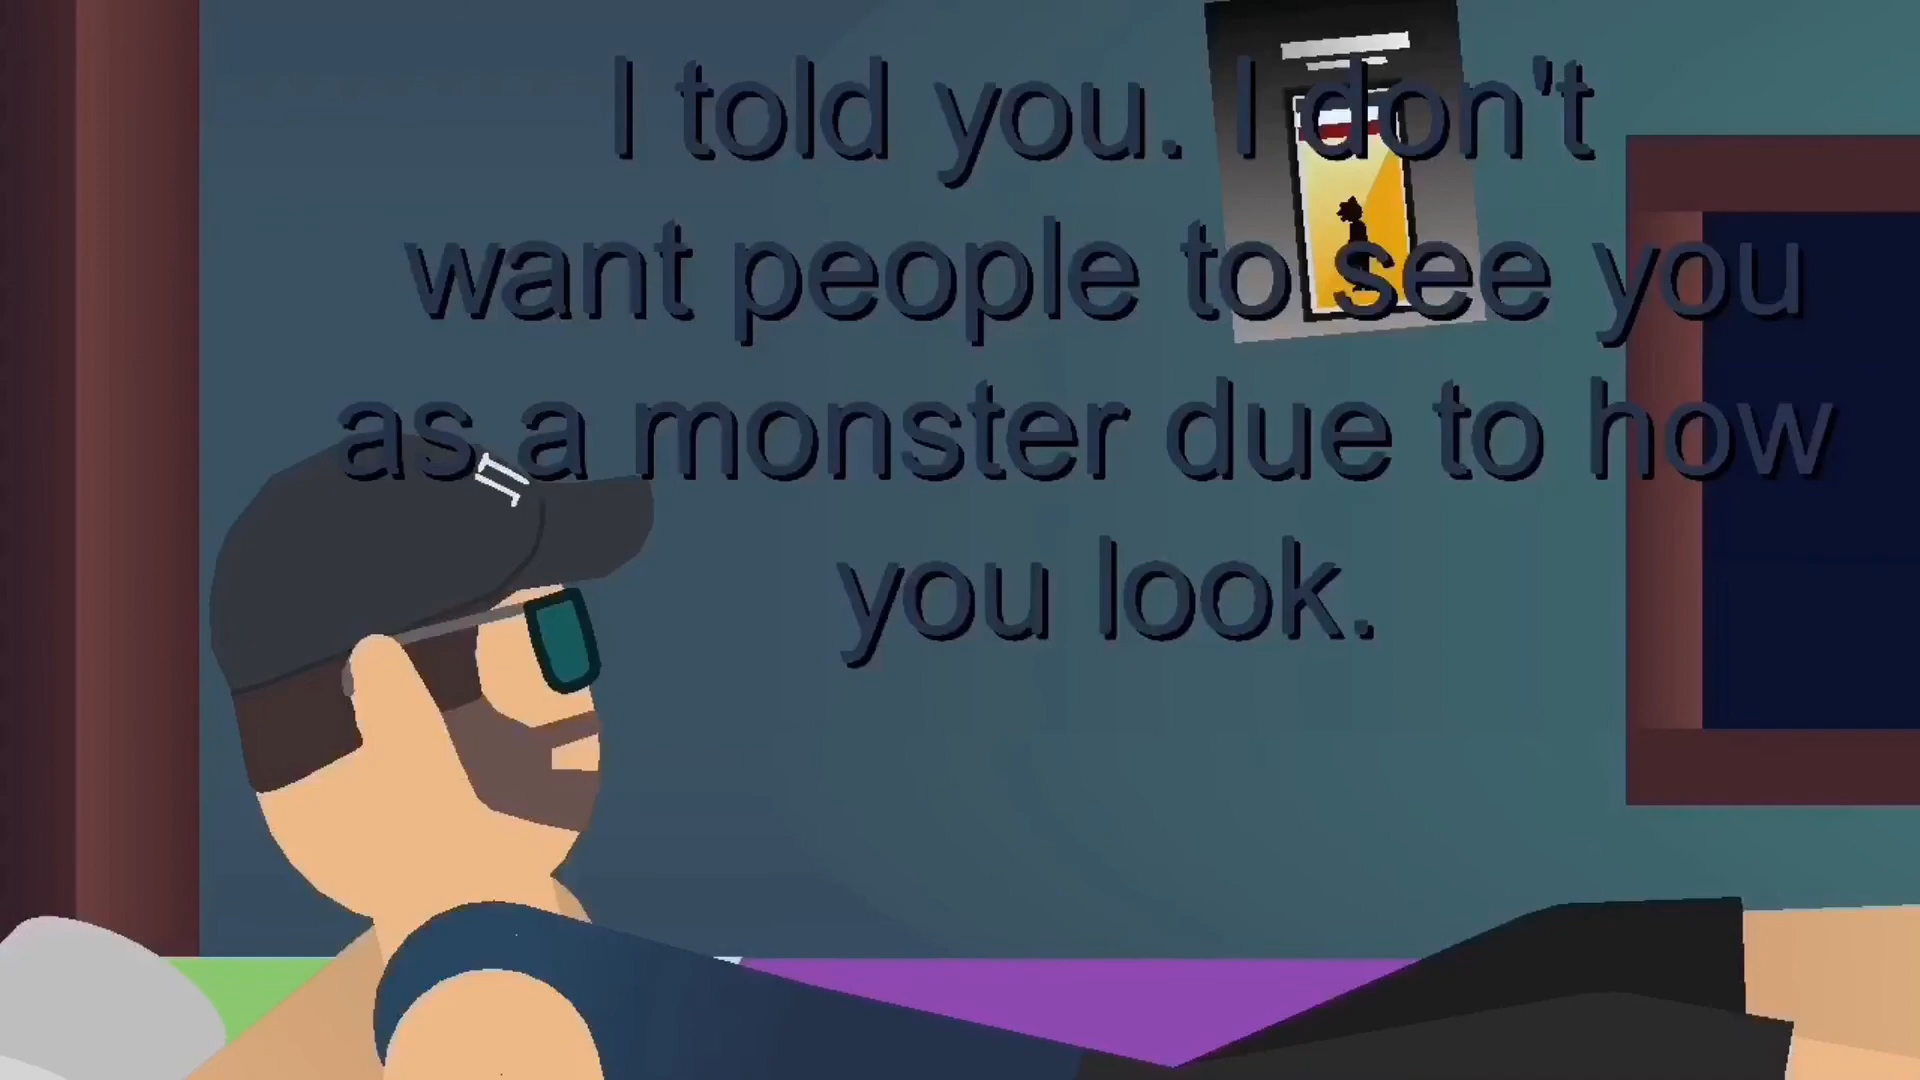 I told you. I don't
want people to see you
as a monster due to how
you look.